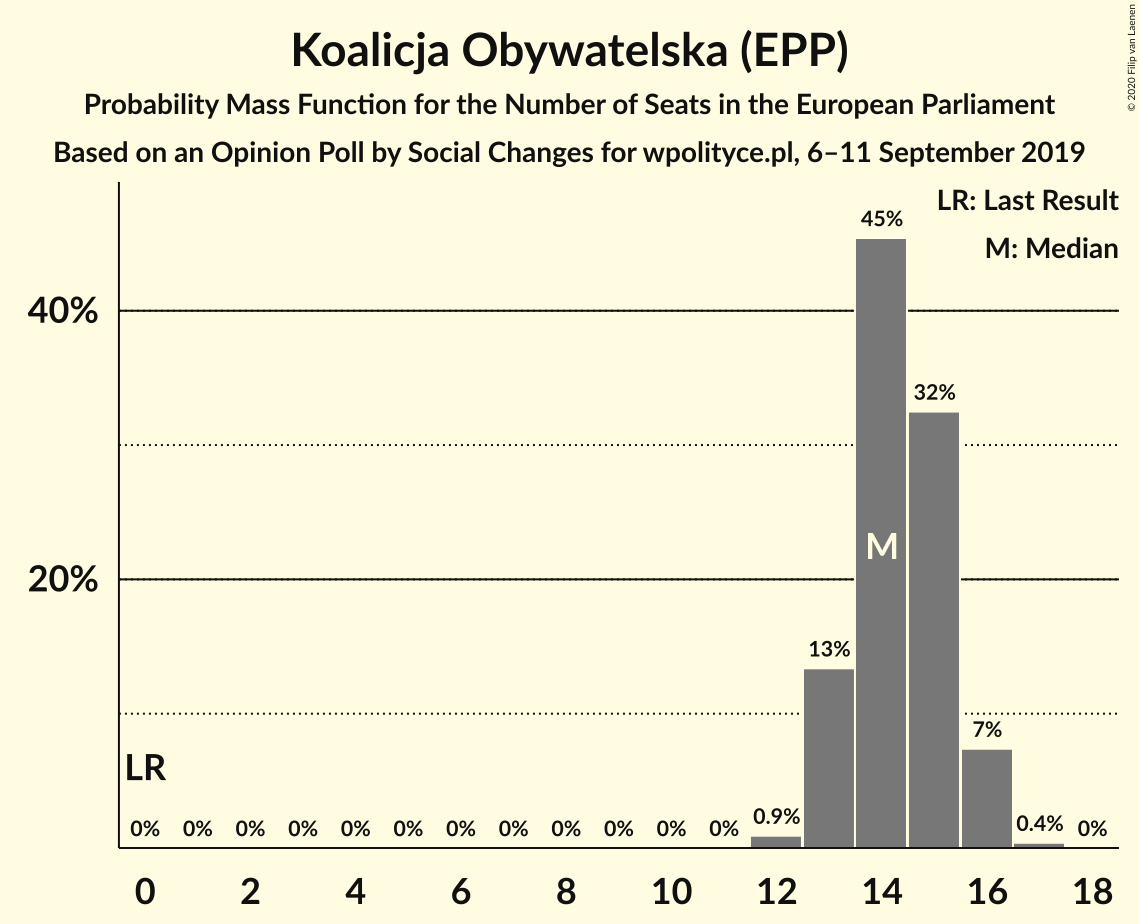 Koalicja Obywatelska (EPP)
Probability Mass Function for the Number of Seats in the European Parliament
Based on an Opinion Poll by Social Changes for wpolityce.pl, 6–11 September 2019
© 2020 Filip van Laenen
LR: Last Result
M: Median
45%
40%
32%
M
20%
13%
7%
LR
0% 0% 0% 0% 0% 0% 0% 0% 0% 0% 0% 0% 0.9% 0.4% 0%
0 2 4 6 8 10 12 14 16 18